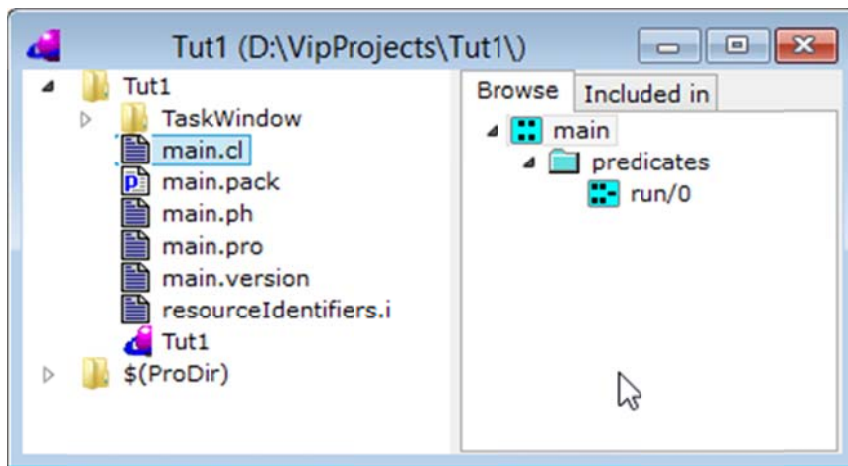 Tut1 (D:\VipProjects\Tut1\)
Tut1
TaskWindow
main.cl
main.pack
main.ph
main.pro
main.version
resourceIdentifiers.i
Tut1
$(ProDir)
Browse
Included in
main
predicates
run/0